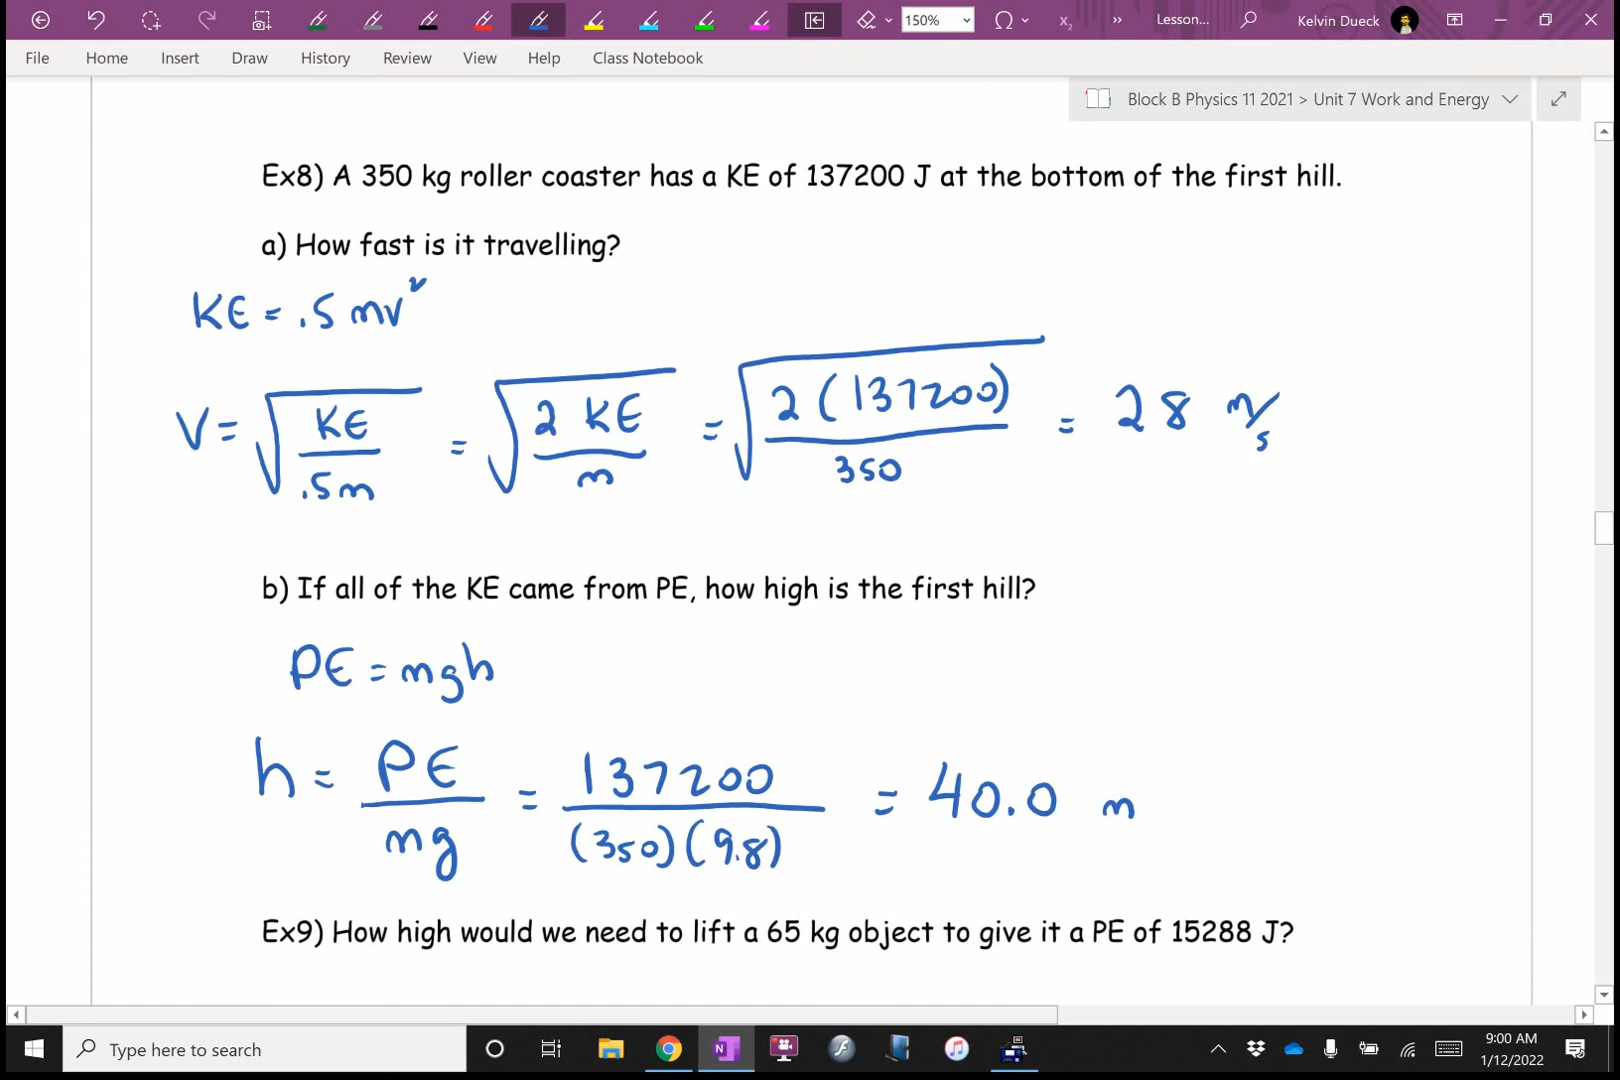 150%
x₂
Lesson...
Kelvin Dueck
File Home Insert Draw History Review View Help Class Notebook
Block B Physics 11 2021 > Unit 7 Work and Energy
Ex8) A 350 kg roller coaster has a KE of 137200 J at the bottom of the first hill.
a) How fast is it travelling?
KE = .5 mv²
V = √(KE/.5m) = √(2 KE/m) = √(2(137200)/350) = 28 m/s
b) If all of the KE came from PE, how high is the first hill?
PE = mgh
h = PE/mg = 137200/(350)(9.8) = 40.0 m
Ex9) How high would we need to lift a 65 kg object to give it a PE of 15288 J?
Type here to search
9:00 AM
1/12/2022